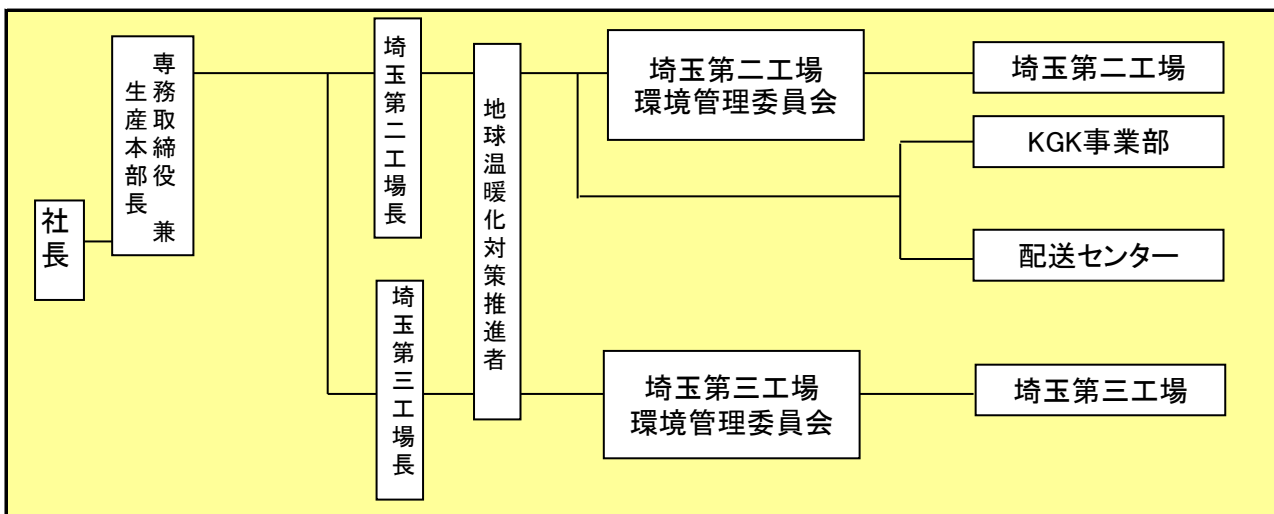 社長
専務取締役 兼
生産本部長
埼玉第二工場長
埼玉第三工場長
地球温暖化対策推進者
埼玉第二工場
環境管理委員会
埼玉第三工場
環境管理委員会
埼玉第二工場
KGK事業部
配送センター
埼玉第三工場